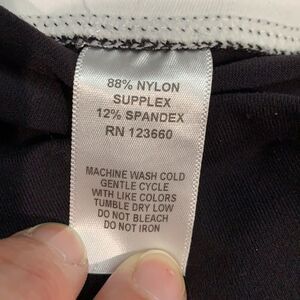 88% NYLON
SUPPLEX
12% SPANDEX
RN 123660
MACHINE WASH COLD
GENTLE CYCLE
WITH LIKE COLORS
TUMBLE DRY LOW
DO NOT BLEACH
DO NOT IRON